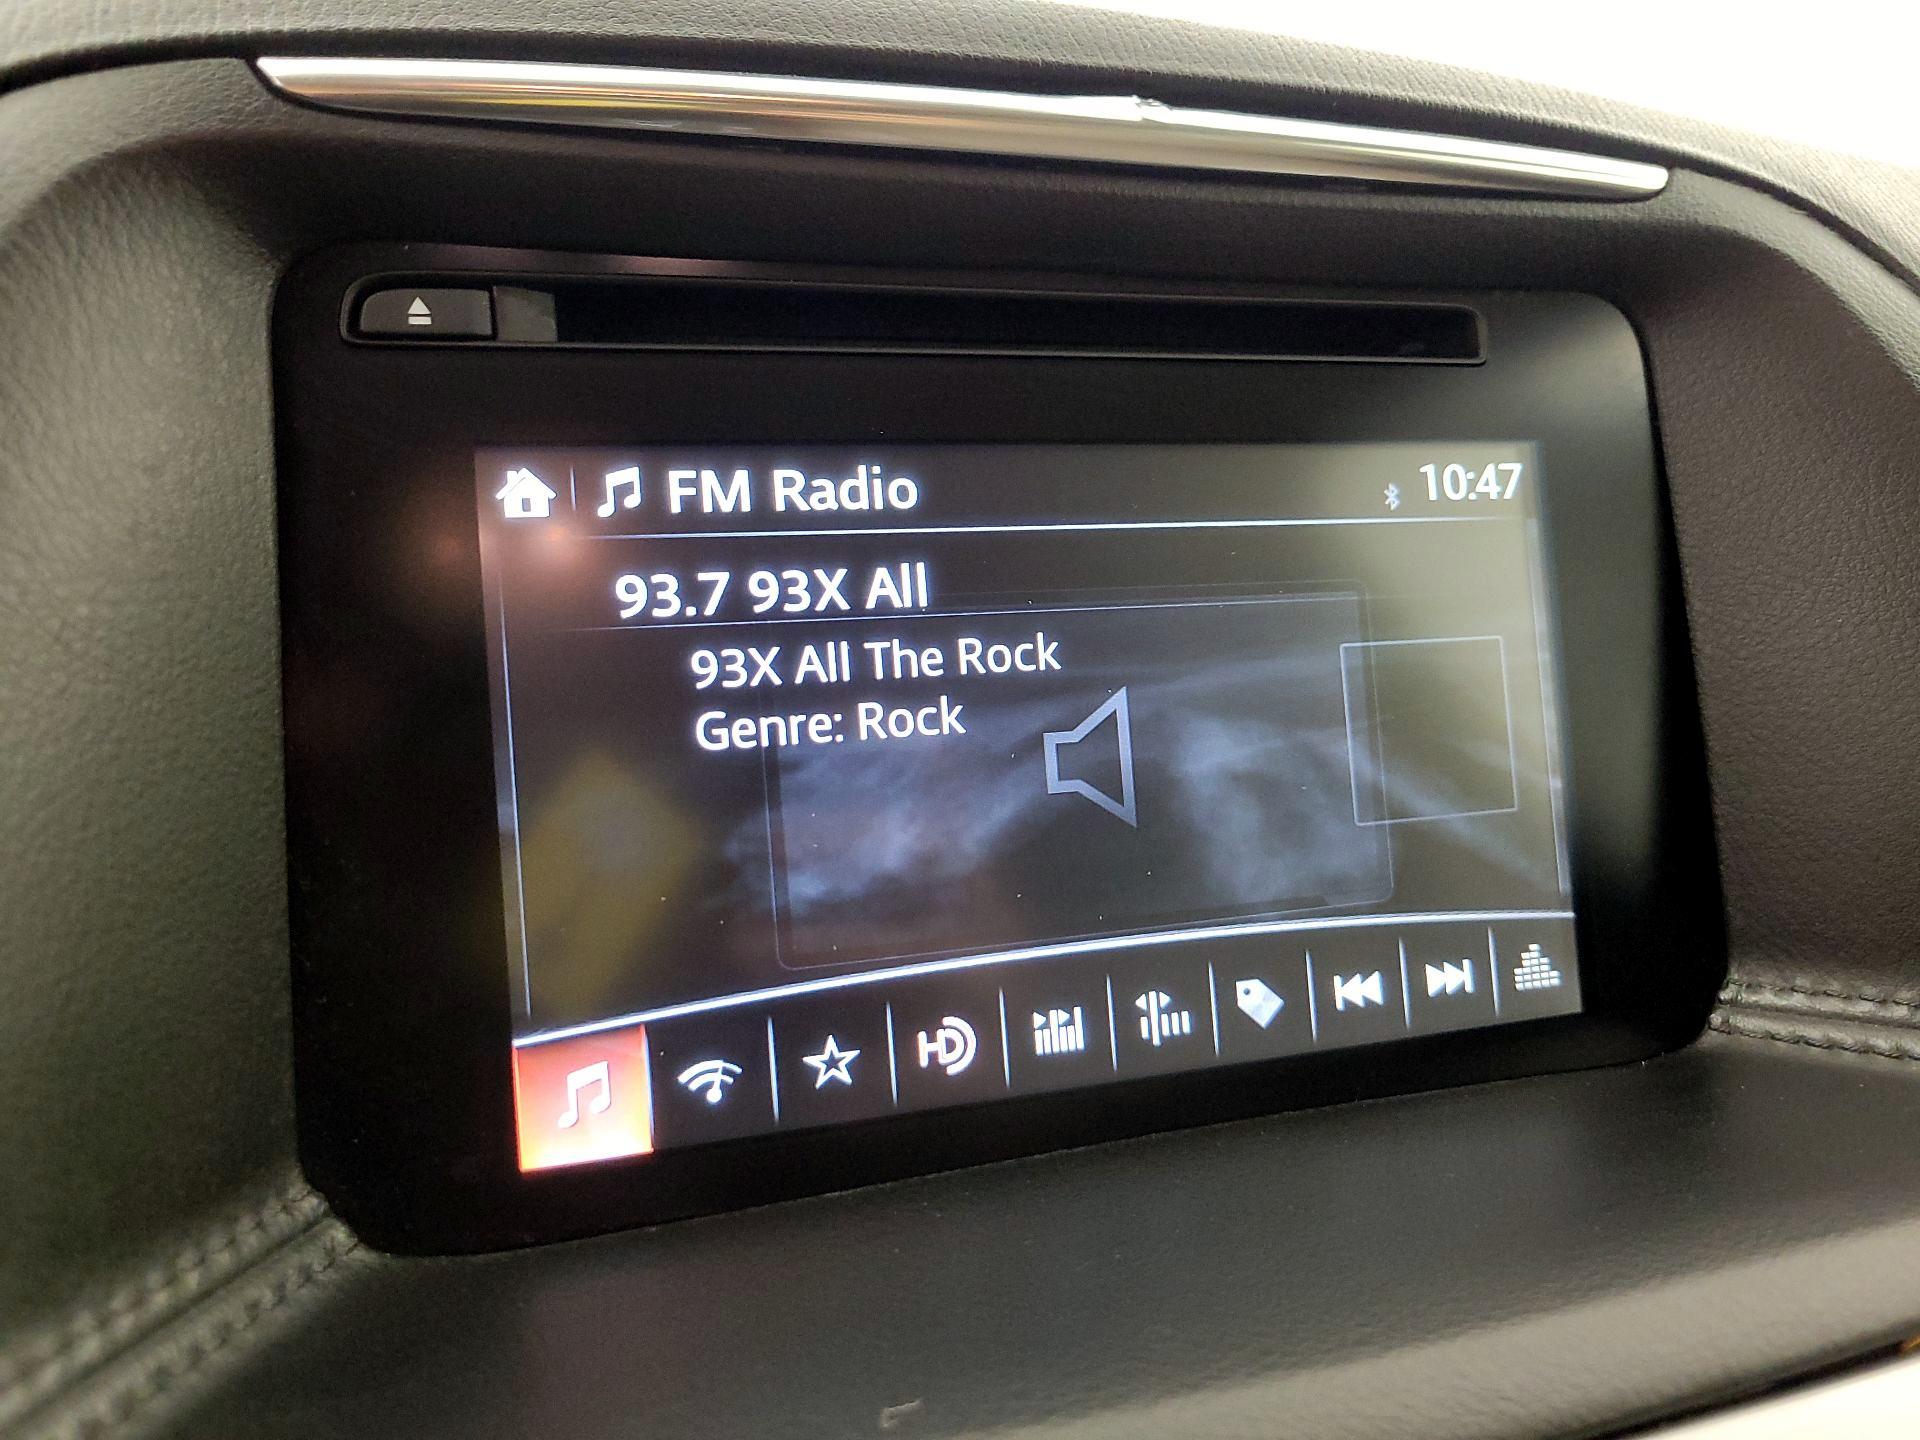 FM Radio
10:47
93.7 93X All
93X All The Rock
Genre: Rock
HD